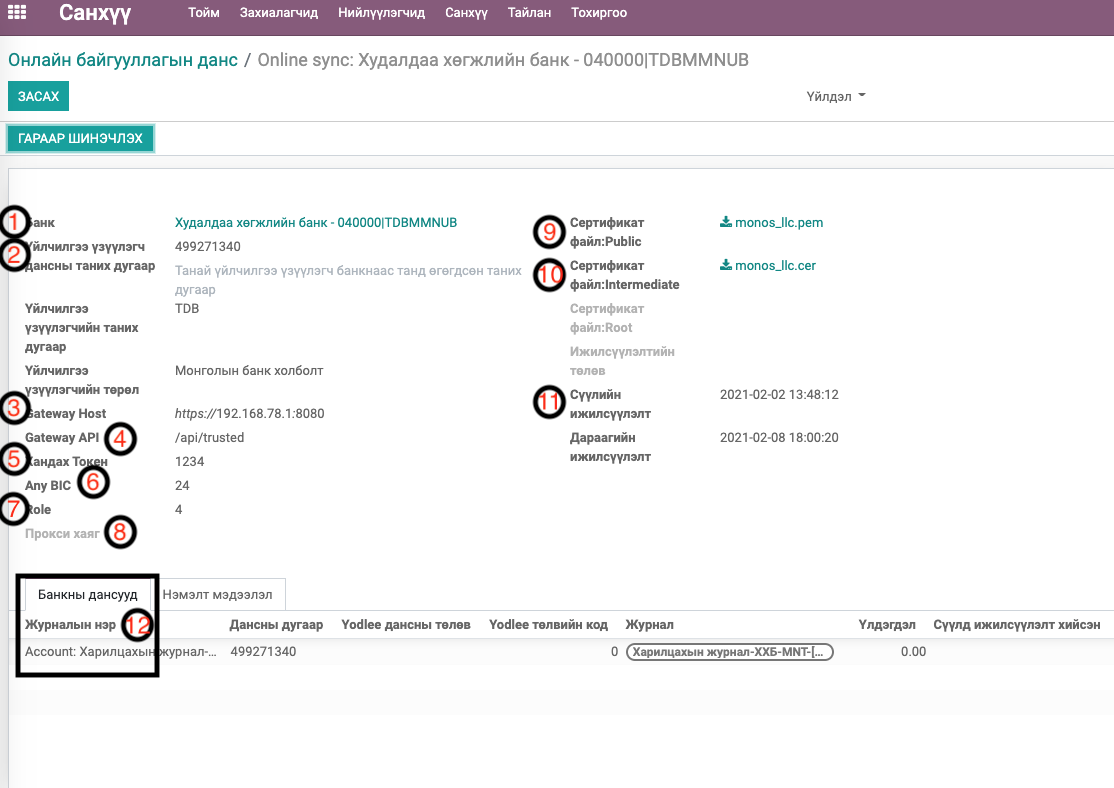 Санхүү Тойм Захиалагчид Нийлүүлэгчид Санхүү Тайлан Тохиргоо
Онлайн байгууллагын данс / Online sync: Худалдаа хөгжлийн банк - 040000|TDBMMNUB
ЗАСАХ
Үйлдэл
ГАРААР ШИНЭЧЛЭХ
1 Банк Худалдаа хөгжлийн банк - 040000|TDBMMNUB
2 Үйлчилгээ үзүүлэгч
дансны таних дугаар
499271340
Танай үйлчилгээ үзүүлэгч банкнаас танд өгөгдсөн таних
дугаар
Үйлчилгээ
үзүүлэгчийн таних
дугаар
TDB
Үйлчилгээ
үзүүлэгчийн төрөл
Монголын банк холболт
3 Gateway Host https://192.168.78.1:8080
Gateway API 4 /api/trusted
5 Хандах Токен 1234
Any BIC 6 24
7 Role 4
Прокси хаяг 8
9 Сертификат
файл:Public
monos_llc.pem
10 Сертификат
файл:Intermediate
monos_llc.cer
Сертификат
файл:Root
Ижилсүүлэлтийн
төлөв
11 Сүүлийн
ижилсүүлэлт
2021-02-02 13:48:12
Дараагийн
ижилсүүлэлт
2021-02-08 18:00:20
Банкны дансууд Нэмэлт мэдээлэл
Журналын нэр 12 Дансны дугаар Yodlee дансны төлөв Yodlee төлвийн код Журнал Үлдэгдэл Сүүлд ижилсүүлэлт хийсэн
Account: Харилцахын журнал-... 499271340 0 Харилцахын журнал-ХХБ-MNT-[... 0.00